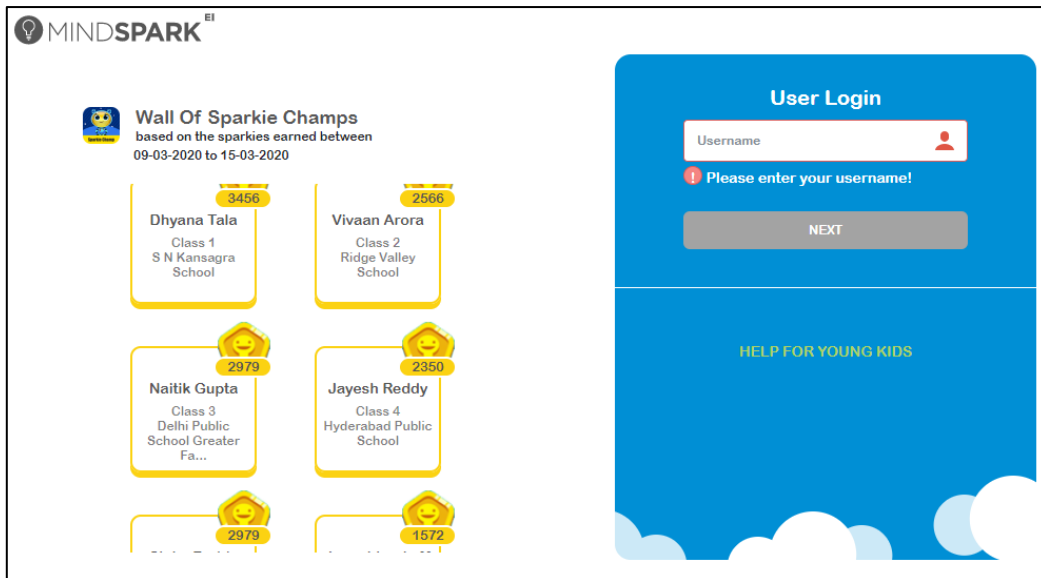 MINDSPARK EI
Wall Of Sparkie Champs
based on the sparkies earned between
09-03-2020 to 15-03-2020
3456
Dhyana Tala
Class 1
S N Kansagra
School
2566
Vivaan Arora
Class 2
Ridge Valley
School
2979
Naitik Gupta
Class 3
Delhi Public
School Greater
Fa...
2350
Jayesh Reddy
Class 4
Hyderabad Public
School
2979
1572
User Login
Username
Please enter your username!
NEXT
HELP FOR YOUNG KIDS